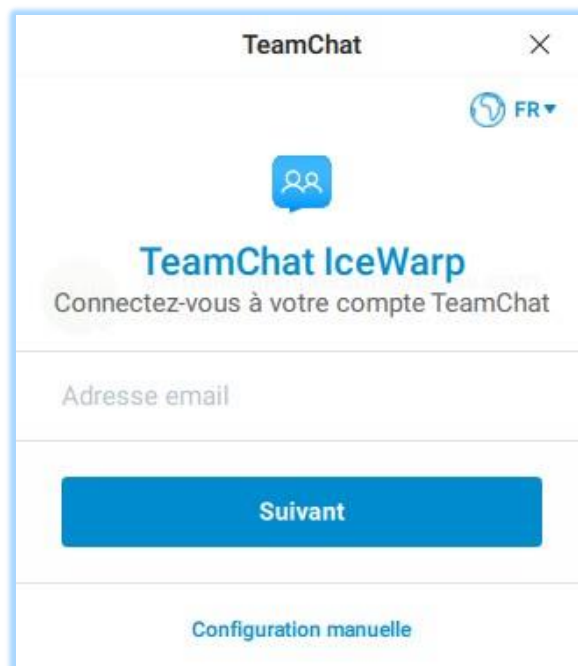 TeamChat
FR
TeamChat IceWarp
Connectez-vous à votre compte TeamChat
Adresse email
Suivant
Configuration manuelle